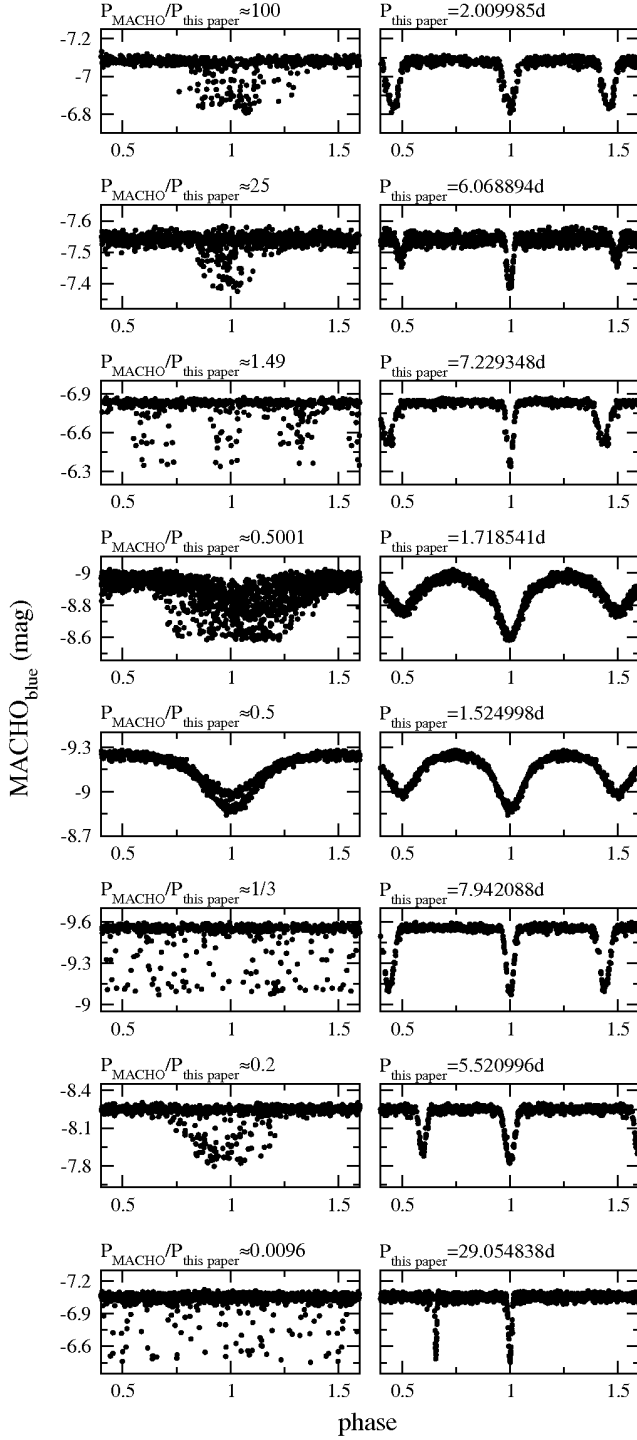 P_MACHO/P_this paper≈100 P_this paper=2.009985d
-7.2
-7
-6.8
0.5 1 1.5 0.5 1 1.5
P_MACHO/P_this paper≈25 P_this paper=6.068894d
-7.6
-7.5
-7.4
0.5 1 1.5 0.5 1 1.5
P_MACHO/P_this paper≈1.49 P_this paper=7.229348d
-6.9
-6.6
-6.3
0.5 1 1.5 0.5 1 1.5
P_MACHO/P_this paper≈0.5001 P_this paper=1.718541d
-9
-8.8
-8.6
0.5 1 1.5 0.5 1 1.5
MACHO_blue (mag)
P_MACHO/P_this paper≈0.5 P_this paper=1.524998d
-9.3
-9
-8.7
0.5 1 1.5 0.5 1 1.5
P_MACHO/P_this paper≈1/3 P_this paper=7.942088d
-9.6
-9.3
-9
0.5 1 1.5 0.5 1 1.5
P_MACHO/P_this paper≈0.2 P_this paper=5.520996d
-8.4
-8.1
-7.8
0.5 1 1.5 0.5 1 1.5
P_MACHO/P_this paper≈0.0096 P_this paper=29.054838d
-7.2
-6.9
-6.6
0.5 1 1.5 0.5 1 1.5
phase